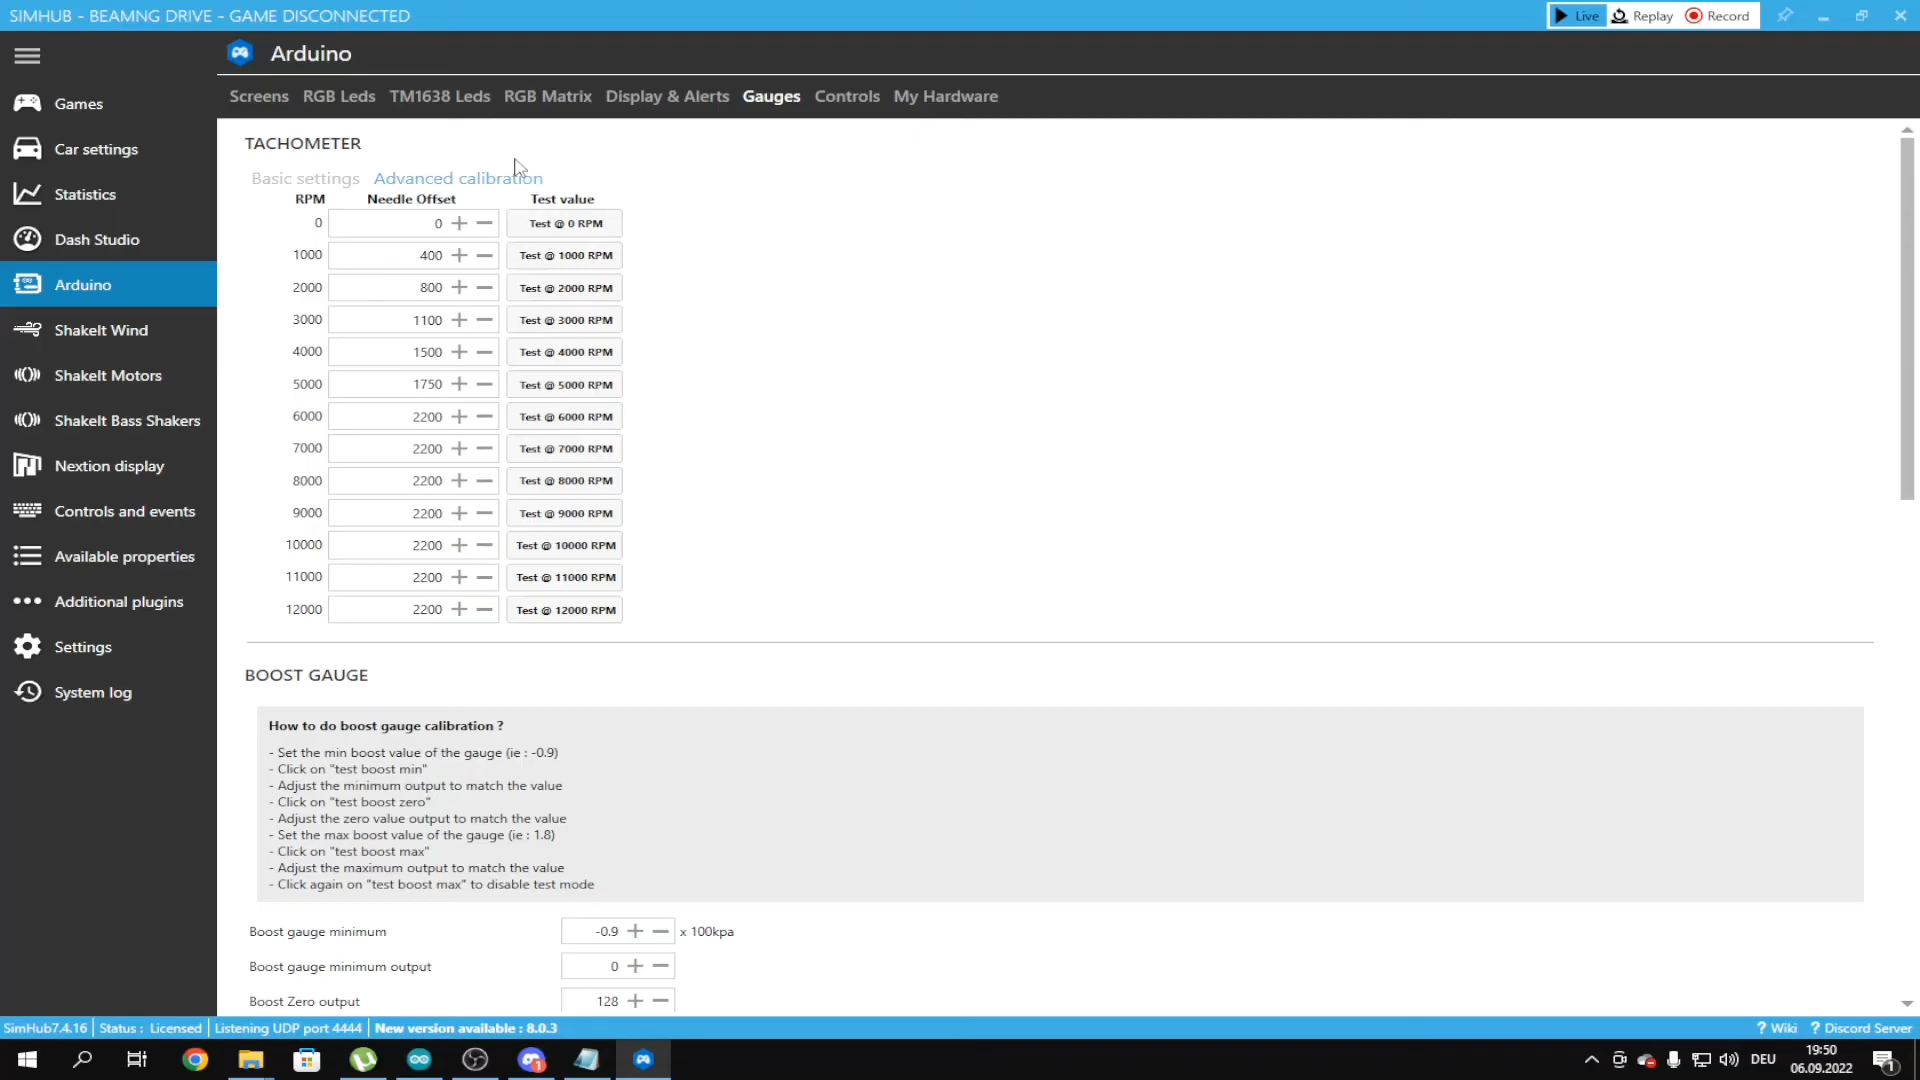 SIMHUB - BEAMNG DRIVE - GAME DISCONNECTED
Live Replay Record
Arduino
Screens RGB Leds TM1638 Leds RGB Matrix Display & Alerts Gauges Controls My Hardware
Games
Car settings
Statistics
Dash Studio
Arduino
ShakeIt Wind
ShakeIt Motors
ShakeIt Bass Shakers
Nextion display
Controls and events
Available properties
Additional plugins
Settings
System log
TACHOMETER
Basic settings Advanced calibration
RPM Needle Offset Test value
0 0 Test @ 0 RPM
1000 400 Test @ 1000 RPM
2000 800 Test @ 2000 RPM
3000 1100 Test @ 3000 RPM
4000 1500 Test @ 4000 RPM
5000 1750 Test @ 5000 RPM
6000 2200 Test @ 6000 RPM
7000 2200 Test @ 7000 RPM
8000 2200 Test @ 8000 RPM
9000 2200 Test @ 9000 RPM
10000 2200 Test @ 10000 RPM
11000 2200 Test @ 11000 RPM
12000 2200 Test @ 12000 RPM
BOOST GAUGE
How to do boost gauge calibration ?
- Set the min boost value of the gauge (ie : -0.9)
- Click on "test boost min"
- Adjust the minimum output to match the value
- Click on "test boost zero"
- Adjust the zero value output to match the value
- Set the max boost value of the gauge (ie : 1.8)
- Click on "test boost max"
- Adjust the maximum output to match the value
- Click again on "test boost max" to disable test mode
Boost gauge minimum -0.9 x 100kpa
Boost gauge minimum output 0
Boost Zero output 128
SimHub7.4.16 Status : Licensed Listening UDP port 4444 New version available : 8.0.3 ? Wiki ? Discord Server
1 DEU 19:50 1
06.09.2022